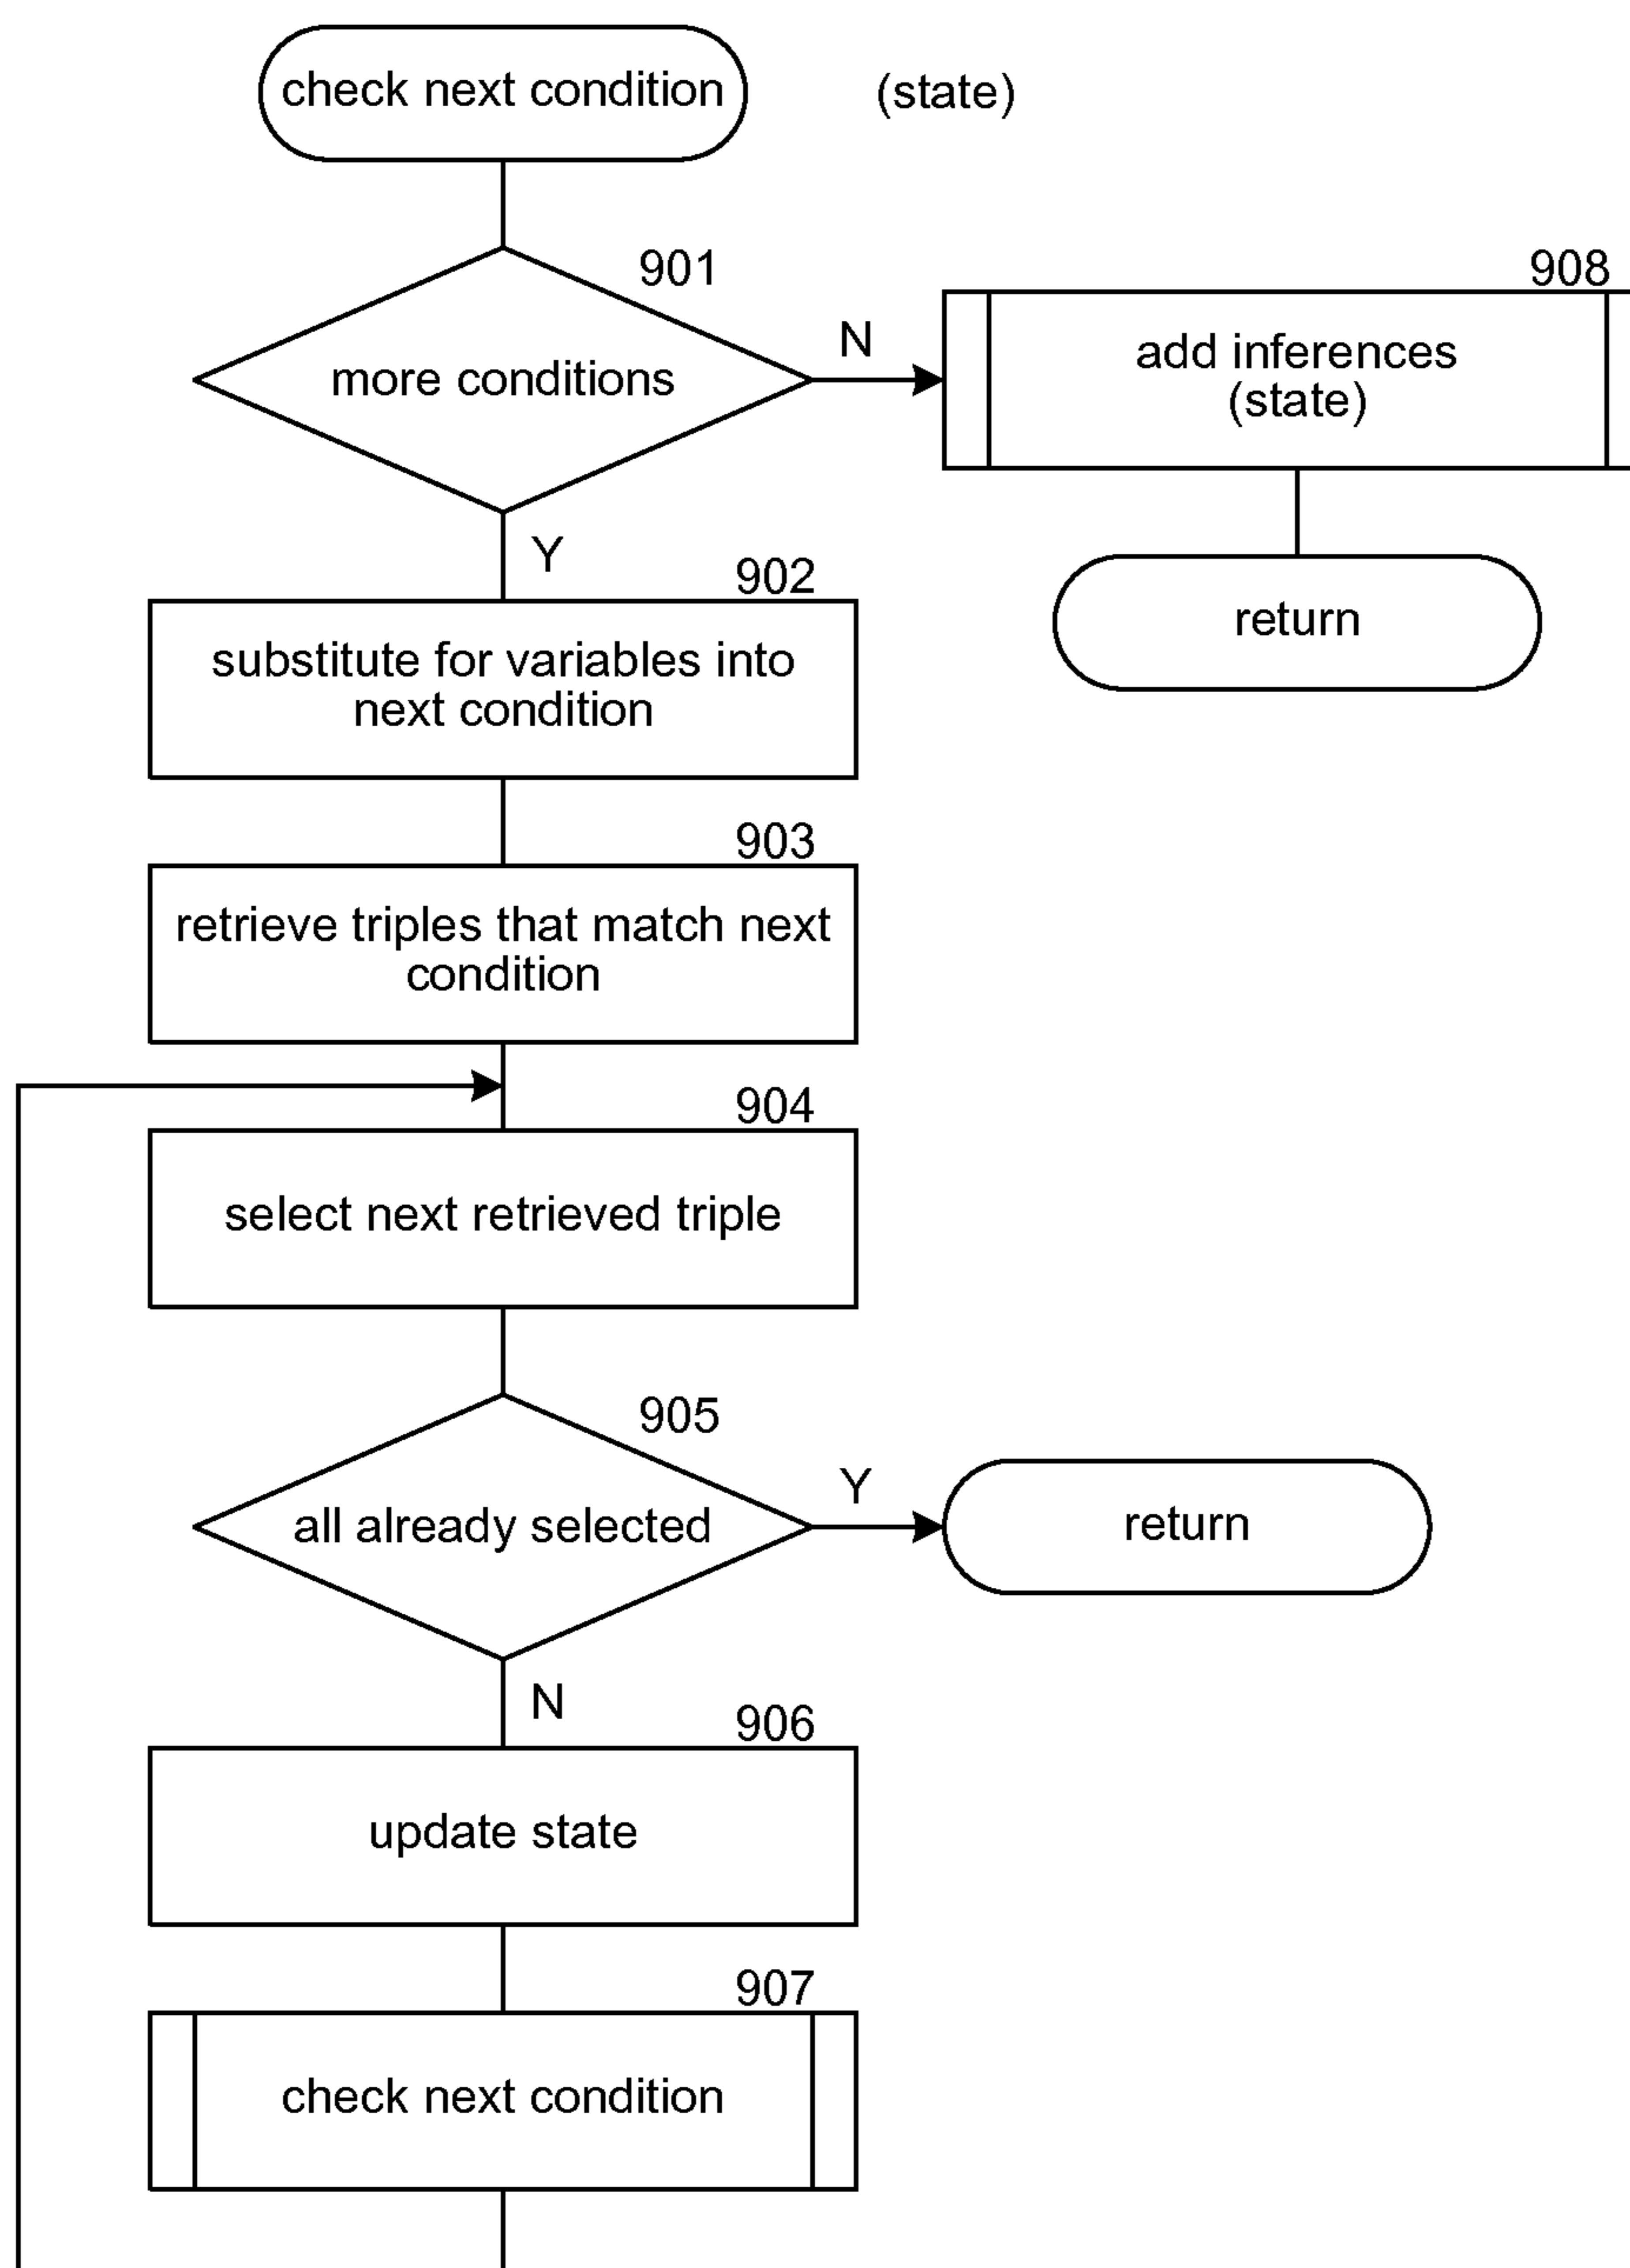 check next condition
(state)
901
more conditions
N
908
add inferences
(state)
return
Y
902
substitute for variables into
next condition
903
retrieve triples that match next
condition
904
select next retrieved triple
905
all already selected
Y
return
N
906
update state
907
check next condition